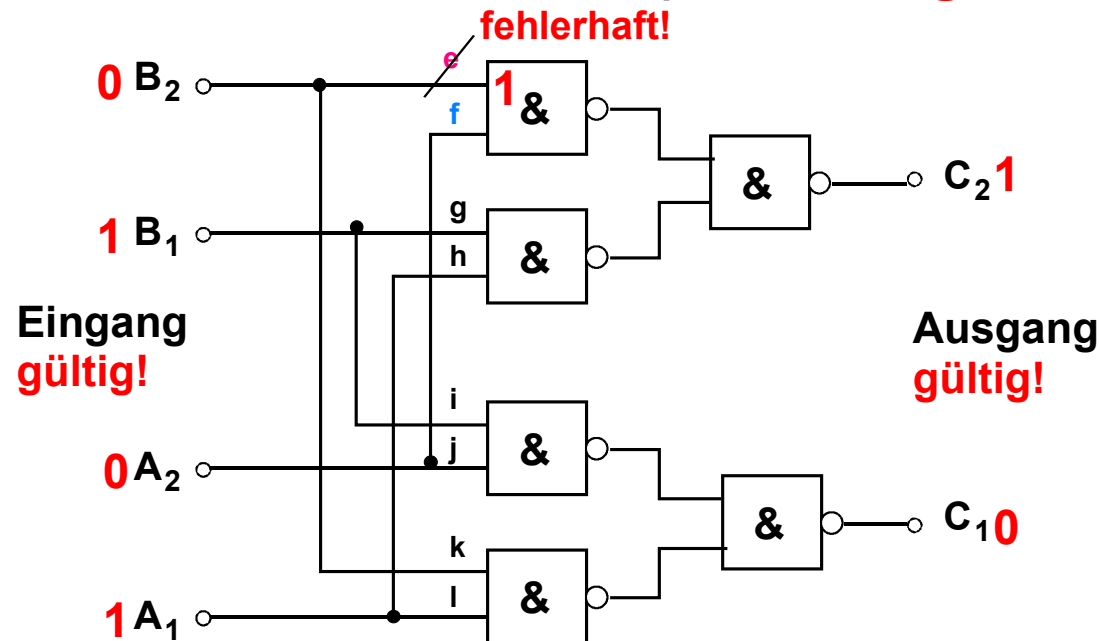 fehlerhaft!
e
0 B2
1
&
f
&
C2 1
g
1 B1
h
&
Eingang
gültig!
Ausgang
gültig!
i
&
j
0 A2
&
C1 0
k
l
&
1 A1